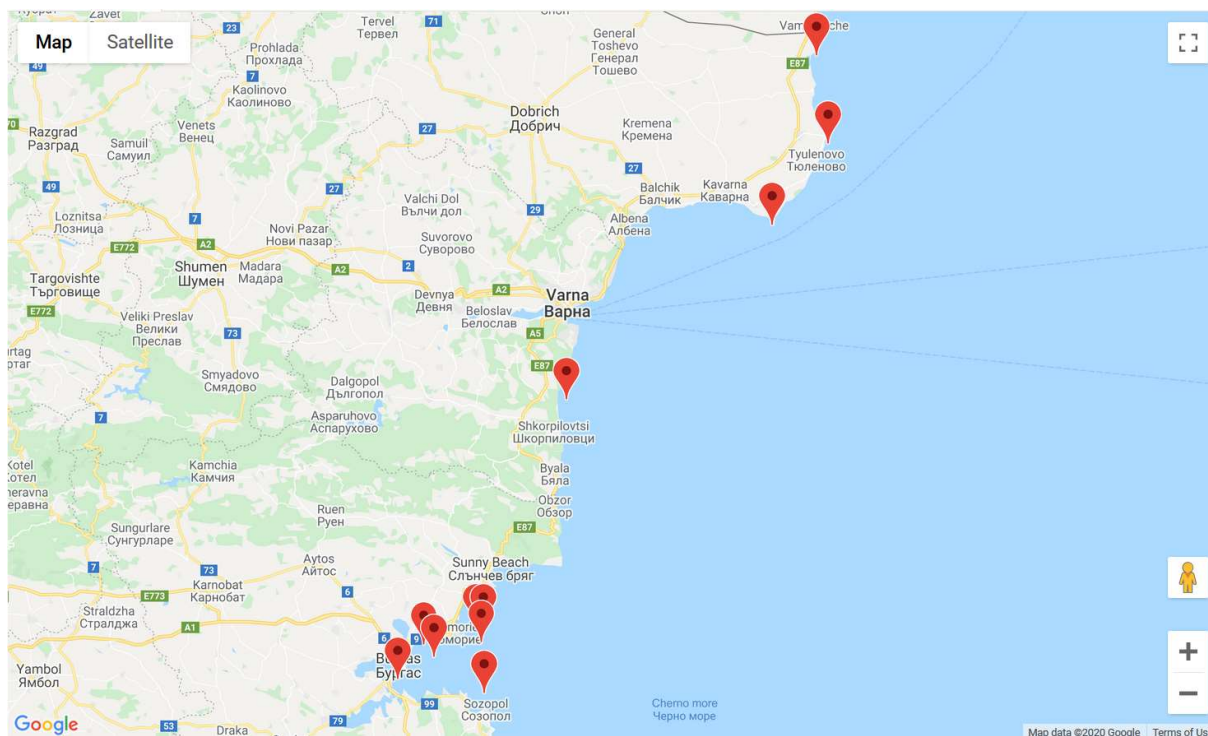 Map
Satellite
Zavet
Завет
23
Tervel
Тервел
71
General
Toshevo
Генерал
Тошево
E87
Prohlada
Прохлада
49
7
Kaolinovo
Каолиново
Dobrich
Добрич
Kremena
Кремена
27
Razgrad
Разград
Venets
Венец
Samuil
Самуил
Tyulenovo
Тюленово
27
49
27
Balchik
Балчик
Kavarna
Каварна
Valchi Dol
Вълчи дол
29
Albena
Албена
Loznitsa
Лозница
7
Novi Pazar
Нови пазар
Suvorovo
Суворово
E772
A2
Shumen
Шумен
Madara
Мадара
A2
2
Targovishte
Търговище
Devnya
Девня
A2
Varna
Варна
Beloslav
Белослав
E772
Veliki Preslav
Велики
Преслав
73
A5
E87
Smyadovo
Смядово
Dalgopol
Дългопол
7
Asparuhovo
Аспарухово
Shkorpilovtsi
Шкорпиловци
Kotel
Котел
Kamchia
Камчия
Byala
Бяла
Obzor
Обзор
Ruen
Руен
Sungurlare
Сунгурларе
E87
Aytos
Айтос
Sunny Beach
Слънчев бряг
7
73
Karnobat
Карнобат
E773
6
Straldzha
Стралджа
A1
6
9
Yambol
Ямбол
Бургас
99
Sozopol
Созопол
79
53
Draka
Cherno more
Черно море
Google
Map data ©2020 Google
Terms of Us